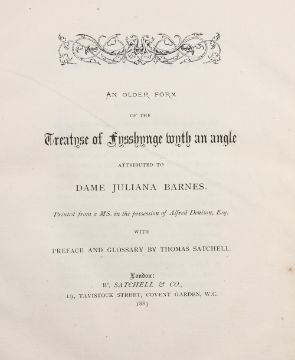 AN OLDER FORM
OF THE
Treatyse of Fysshynge wyth an angle
ATTRIBUTED TO
DAME JULIANA BARNES.
Printed from a MS. in the possession of Alfred Denison, Esq.
WITH
PREFACE AND GLOSSARY BY THOMAS SATCHELL
London:
W. SATCHELL & CO.,
19, TAVISTOCK STREET, COVENT GARDEN, W.C.
1883